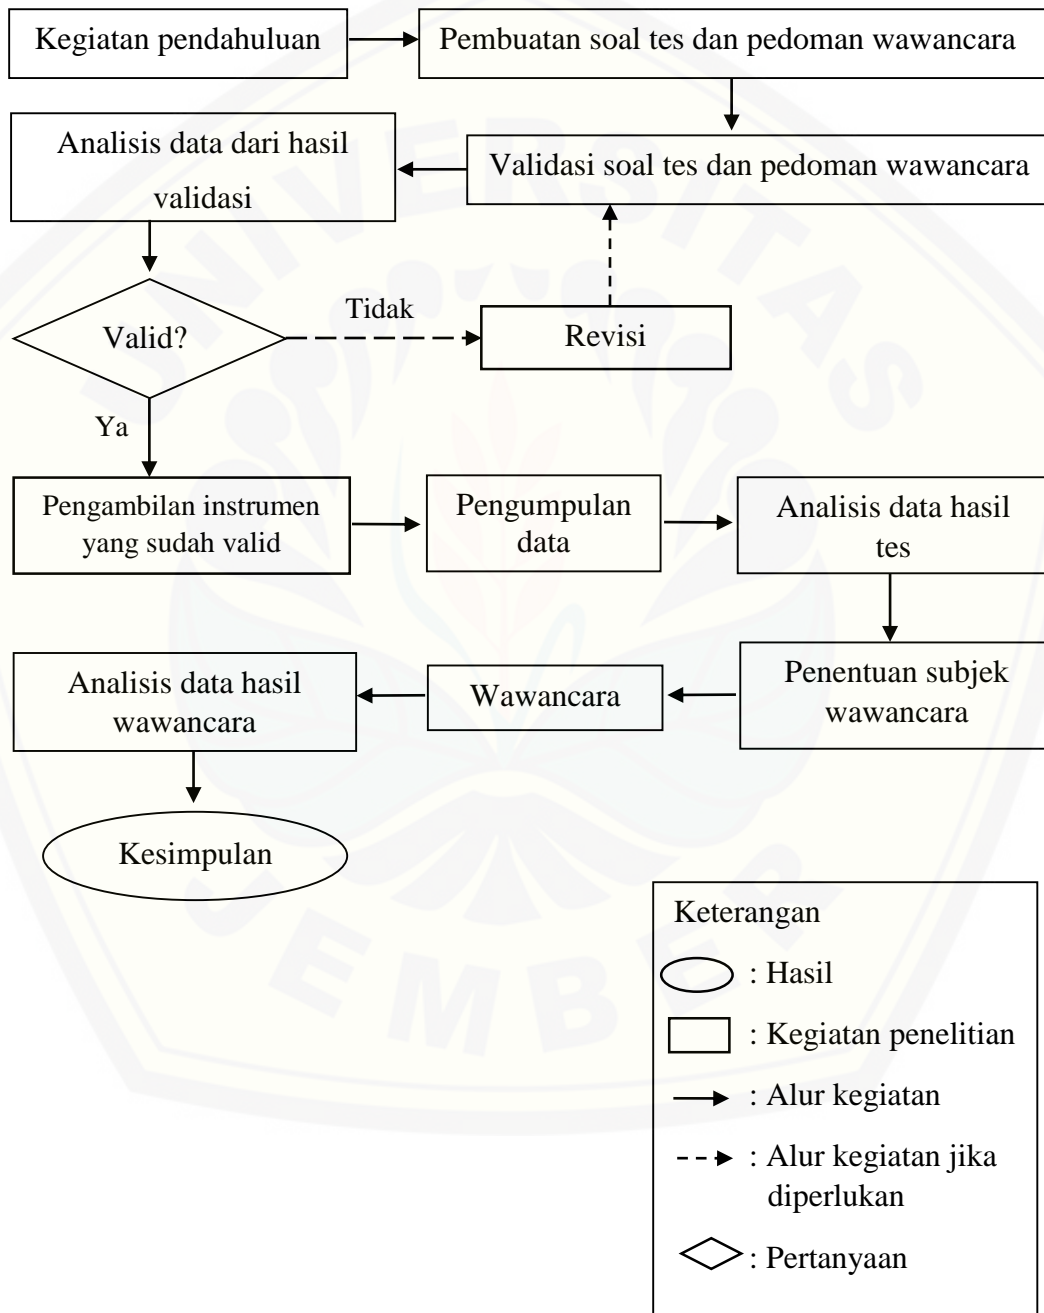 Kegiatan pendahuluan
Pembuatan soal tes dan pedoman wawancara
Analisis data dari hasil
validasi
Validasi soal tes dan pedoman wawancara
Valid?
Tidak
Revisi
Ya
Pengambilan instrumen
yang sudah valid
Pengumpulan
data
Analisis data hasil
tes
Analisis data hasil
wawancara
Wawancara
Penentuan subjek
wawancara
Kesimpulan
Keterangan
: Hasil
: Kegiatan penelitian
: Alur kegiatan
: Alur kegiatan jika
diperlukan
: Pertanyaan
UNIVERSITAS
JEMBER